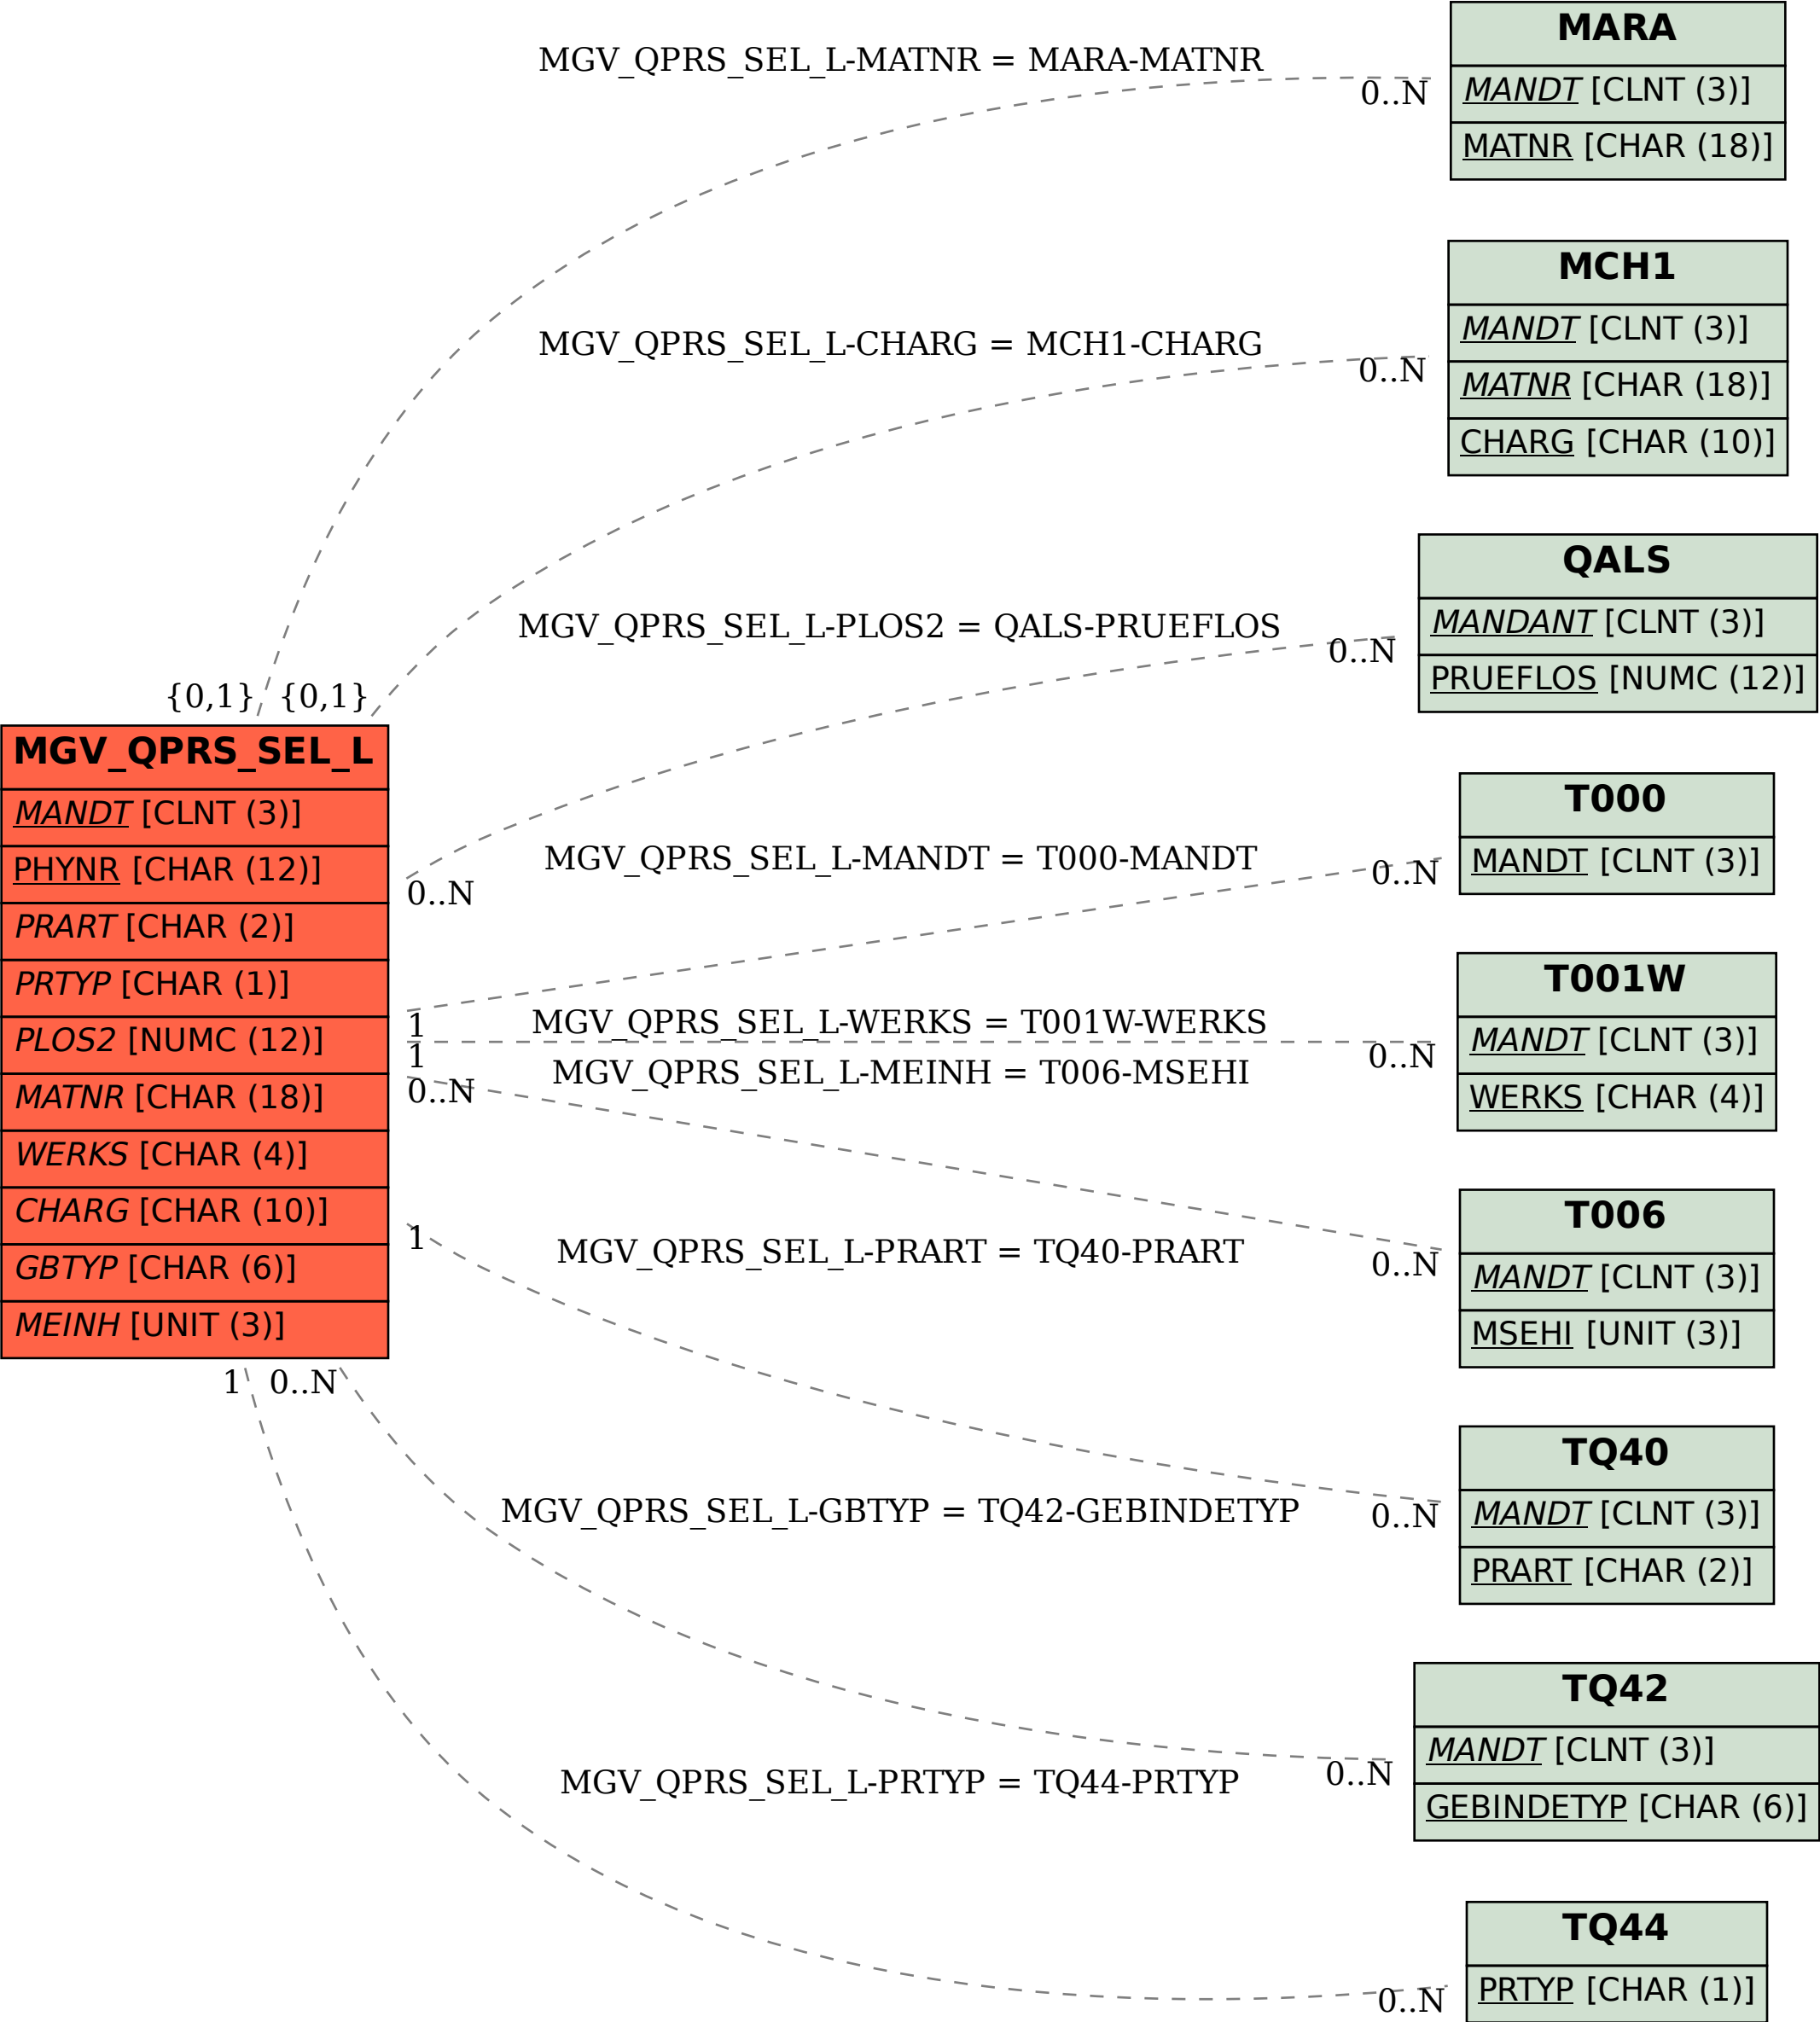 MARA
MANDT [CLNT (3)]
MATNR [CHAR (18)]
MGV_QPRS_SEL_L-MATNR = MARA-MATNR
0..N
{0,1}
MCH1
MANDT [CLNT (3)]
MATNR [CHAR (18)]
CHARG [CHAR (10)]
MGV_QPRS_SEL_L-CHARG = MCH1-CHARG
0..N
{0,1}
QALS
MANDANT [CLNT (3)]
PRUEFLOS [NUMC (12)]
MGV_QPRS_SEL_L-PLOS2 = QALS-PRUEFLOS
0..N
0..N
MGV_QPRS_SEL_L
MANDT [CLNT (3)]
PHYNR [CHAR (12)]
PRART [CHAR (2)]
PRTYP [CHAR (1)]
PLOS2 [NUMC (12)]
MATNR [CHAR (18)]
WERKS [CHAR (4)]
CHARG [CHAR (10)]
GBTYP [CHAR (6)]
MEINH [UNIT (3)]
T000
MANDT [CLNT (3)]
MGV_QPRS_SEL_L-MANDT = T000-MANDT
0..N
1
T001W
MANDT [CLNT (3)]
WERKS [CHAR (4)]
MGV_QPRS_SEL_L-WERKS = T001W-WERKS
0..N
1
T006
MANDT [CLNT (3)]
MSEHI [UNIT (3)]
MGV_QPRS_SEL_L-MEINH = T006-MSEHI
0..N
0..N
TQ40
MANDT [CLNT (3)]
PRART [CHAR (2)]
MGV_QPRS_SEL_L-PRART = TQ40-PRART
0..N
1
TQ42
MANDT [CLNT (3)]
GEBINDETYP [CHAR (6)]
MGV_QPRS_SEL_L-GBTYP = TQ42-GEBINDETYP
0..N
0..N
TQ44
PRTYP [CHAR (1)]
MGV_QPRS_SEL_L-PRTYP = TQ44-PRTYP
0..N
1